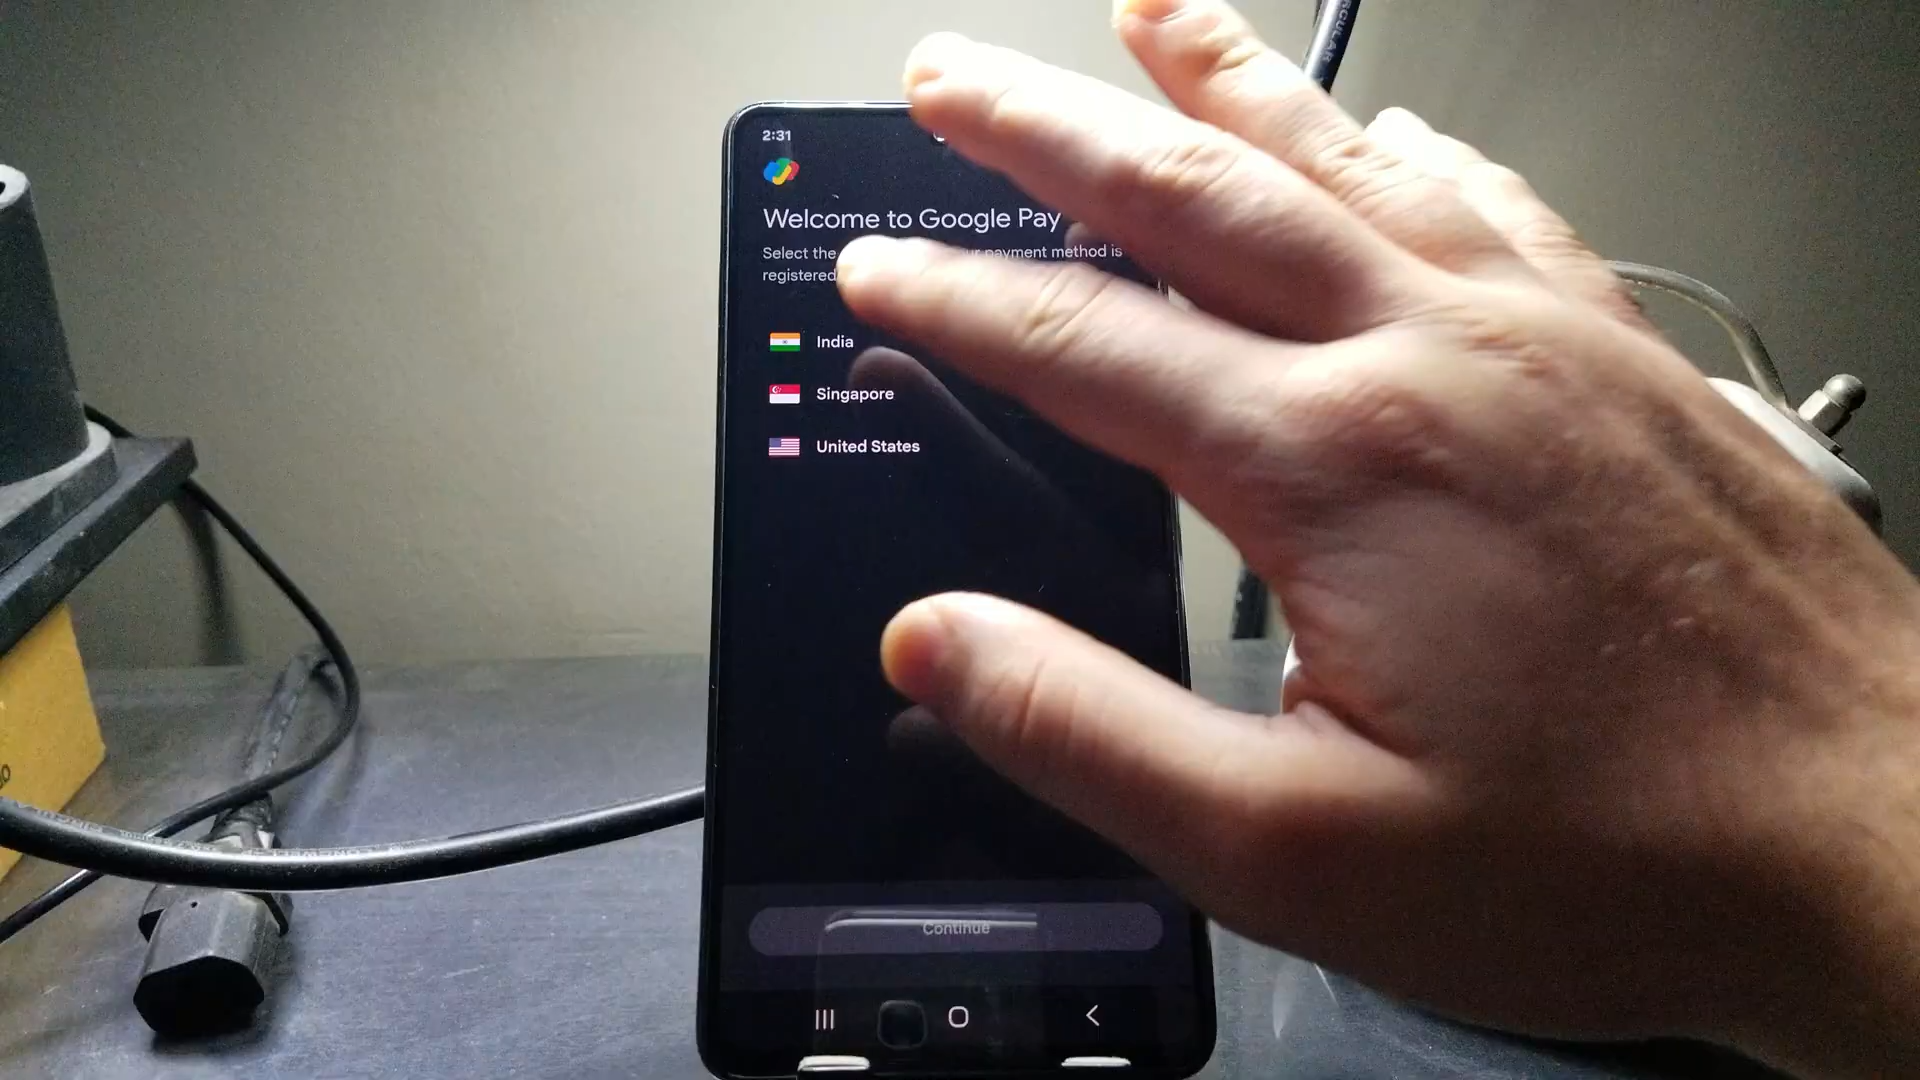 2:31
Welcome to Google Pay
Select the payment method is
registered
India
Singapore
United States
Continue